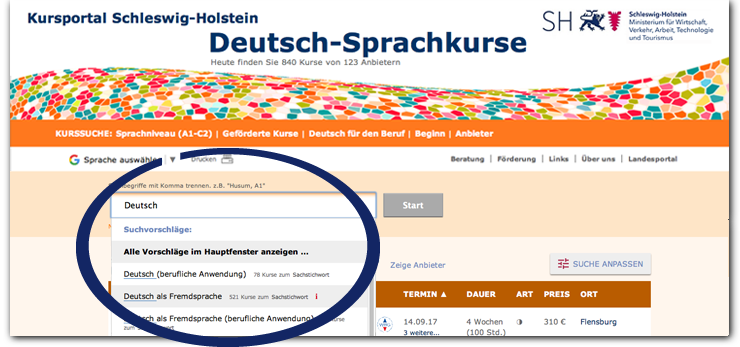 Kursportal Schleswig-Holstein
Deutsch-Sprachkurse
Heute finden Sie 840 Kurse von 123 Anbietern
SH
Schleswig-Holstein
Ministerium für Wirtschaft,
Verkehr, Arbeit, Technologie
und Tourismus
KURSSUCHE: Sprachniveau (A1-C2) | Geförderte Kurse | Deutsch für den Beruf | Beginn | Anbieter
G Sprache auswählen | ▼ Drucken
Beratung | Förderung | Links | Über uns | Landesportal
begriffe mit Komma trennen. z.B. "Husum, A1"
Deutsch
Start
Suchvorschläge:
Alle Vorschläge im Hauptfenster anzeigen ...
Deutsch (berufliche Anwendung) 78 Kurse zum Sachstichwort
Deutsch als Fremdsprache 521 Kurse zum Sachstichwort i
Deutsch als Fremdsprache (berufliche Anwendung) Kurse
zum Sachstichwort
Zeige Anbieter
SUCHE ANPASSEN
TERMIN ▲ DAUER ART PREIS ORT
14.09.17 4 Wochen 310 € Flensburg
3 weitere... (100 Std.)